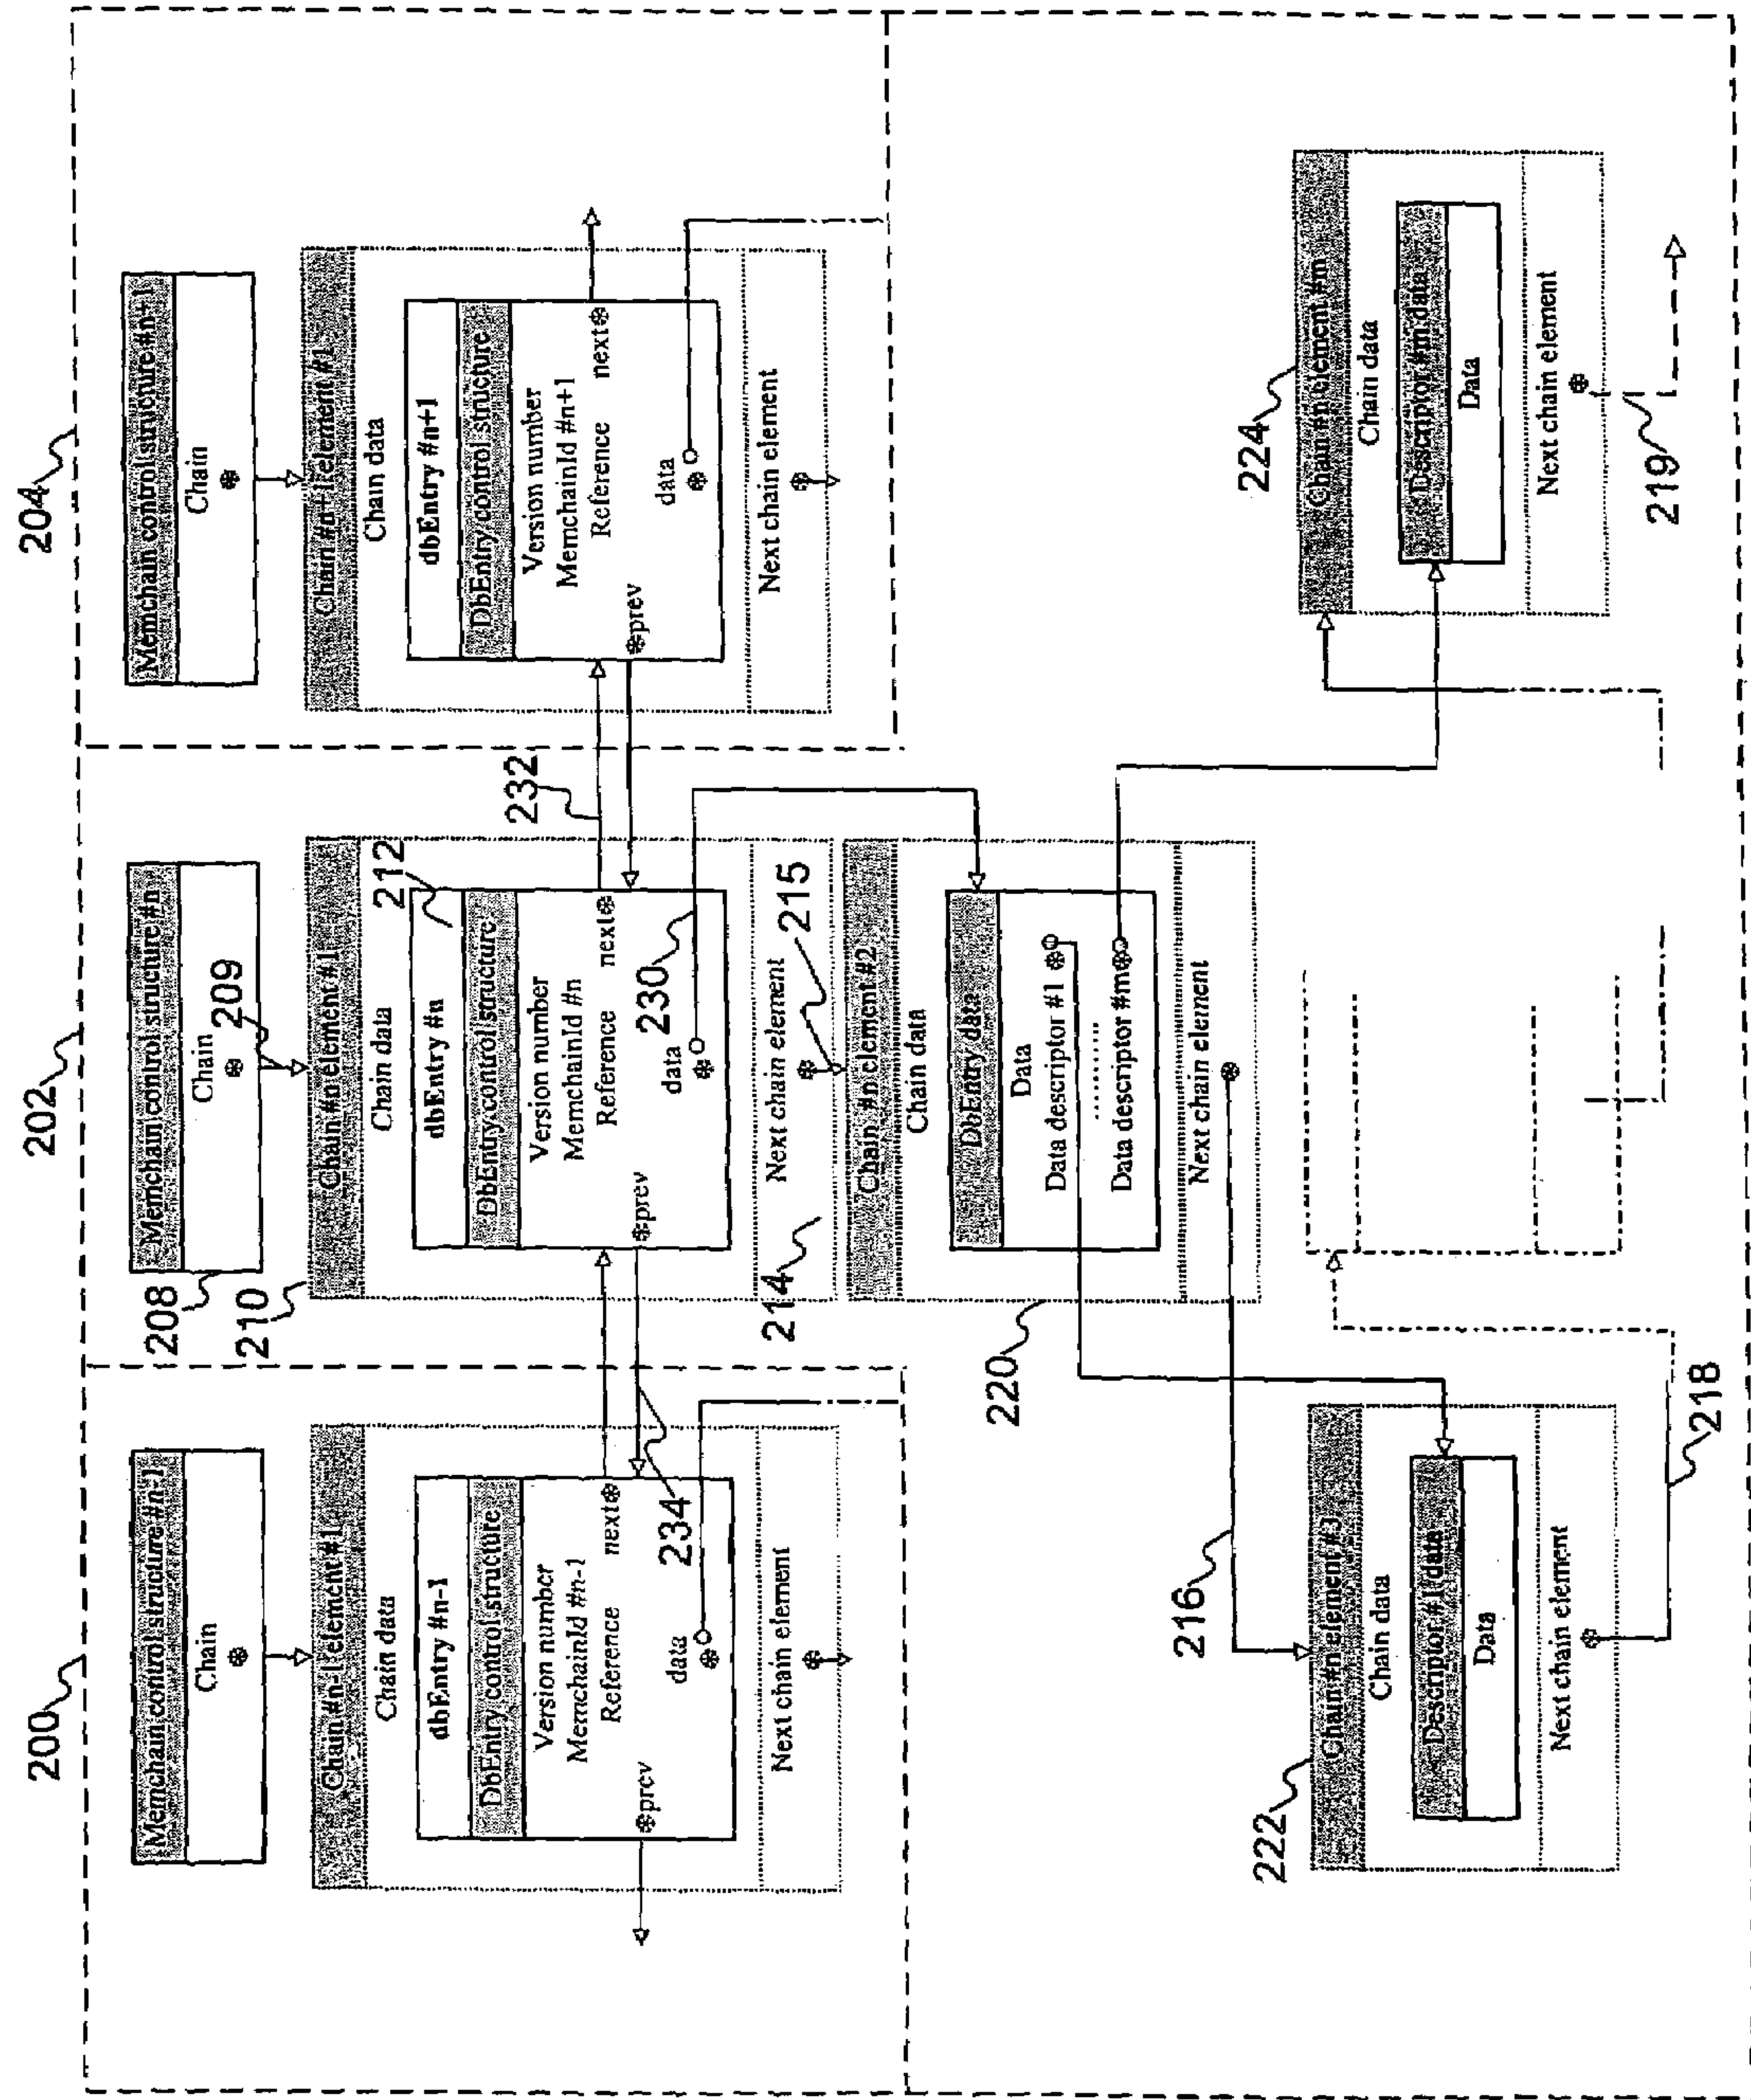 200
202
204
Memchain control structure #n-1
Chain
Chain #n-1 element #1
Chain data
dbEntry #n-1
DbEntry control structure
Version number
MemchainId #n-1
Reference
next
prev
234
data
Next chain element
208
Memchain control structure #n
Chain
209
210
Chain #n element #1
Chain data
212
dbEntry #n
DbEntry control structure
Version number
MemchainId #n
Reference
next
prev
230
data
232
Next chain element
214
215
Memchain control structure #n+1
Chain
Chain #n+1 element #1
Chain data
dbEntry #n+1
DbEntry control structure
Version number
MemchainId #n+1
Reference
next
prev
data
Next chain element
220
Chain #n element #2
Chain data
DbEntry data
Data
Data descriptor #1
.........
Data descriptor #m
Next chain element
216
222
Chain #n element #3
Chain data
Descriptor #1 data
Data
Next chain element
218
224
Chain #n element #m
Chain data
Descriptor #m data
Data
Next chain element
219